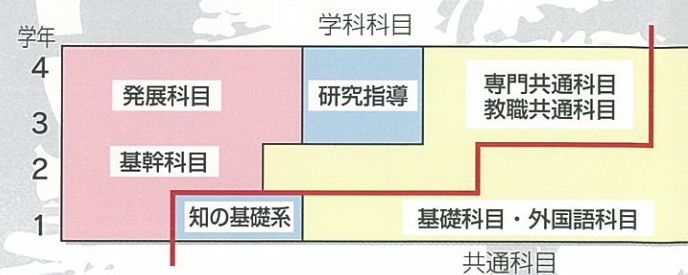 学科科目
学年
4
発展科目
研究指導
専門共通科目
教職共通科目
3
2
基幹科目
1
知の基礎系
基礎科目・外国語科目
共通科目